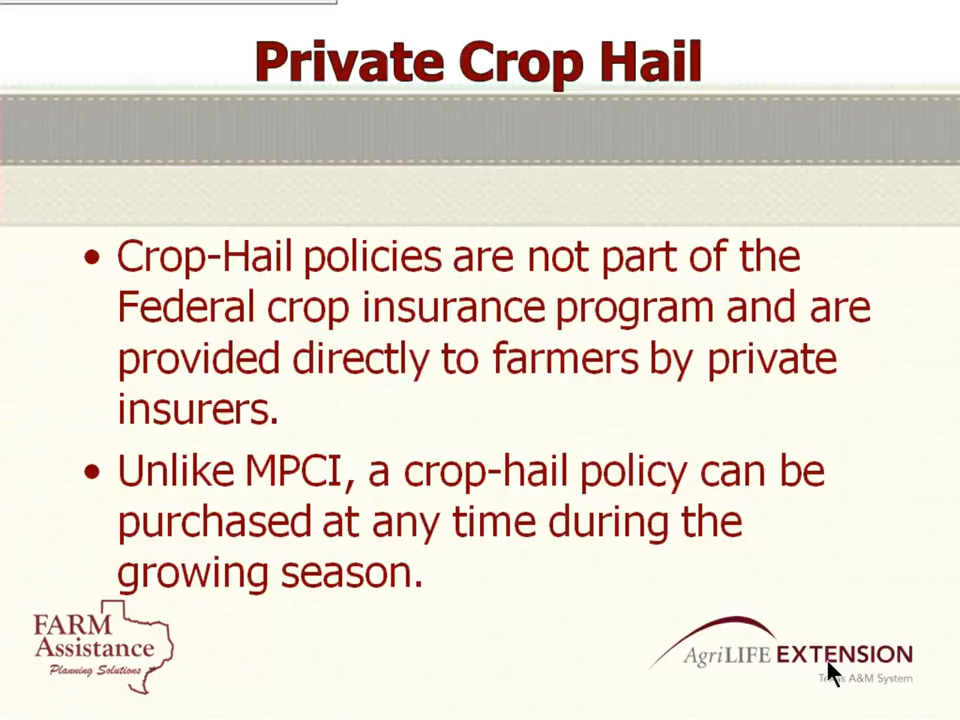 Private Crop Hail
• Crop-Hail policies are not part of the
Federal crop insurance program and are
provided directly to farmers by private
insurers.
• Unlike MPCI, a crop-hail policy can be
purchased at any time during the
growing season.
FARM
Assistance
Planning Solutions
AgriLIFE EXTENSION
Texas A&M System